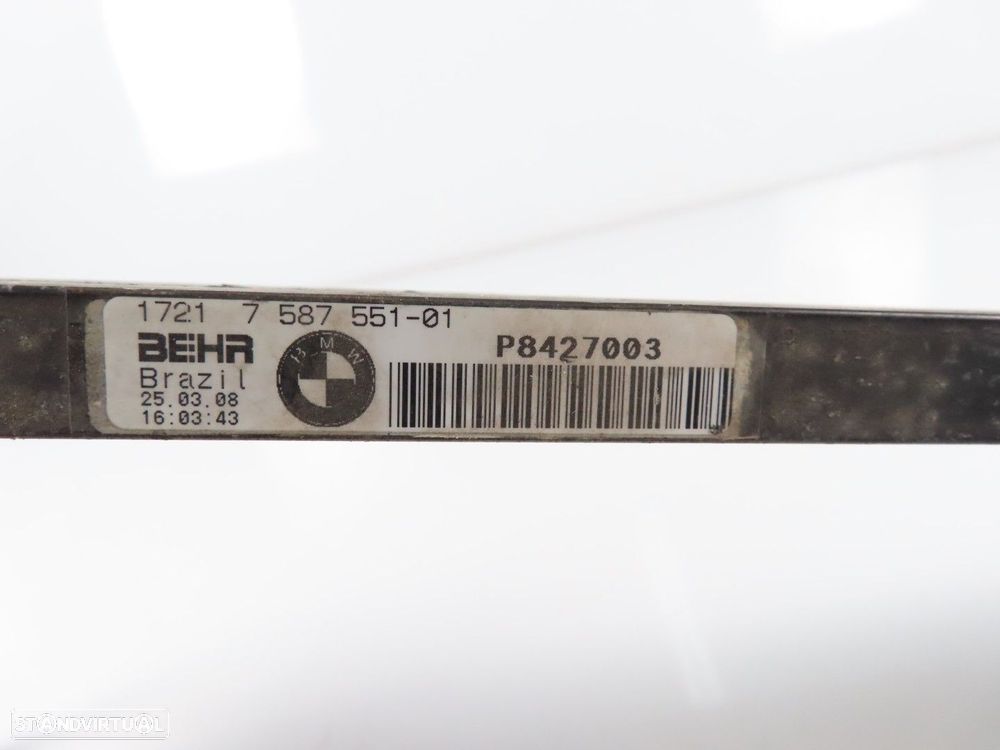 1721 7 587 551-01
BEHR
BMW
P8427003
Brazil
25.03.08
16:03:43
STANDVIRTUAL